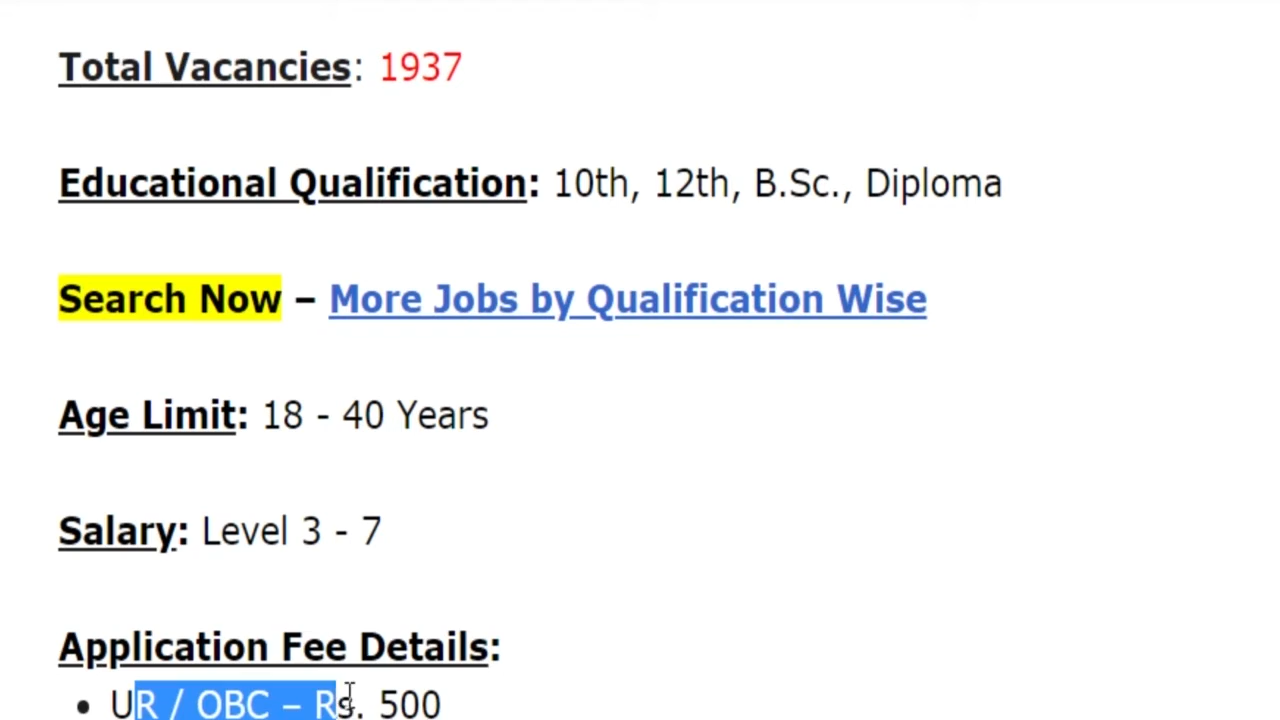 Total Vacancies: 1937
Educational Qualification: 10th, 12th, B.Sc., Diploma
Search Now – More Jobs by Qualification Wise
Age Limit: 18 - 40 Years
Salary: Level 3 - 7
Application Fee Details:
• UR / OBC – Rs. 500